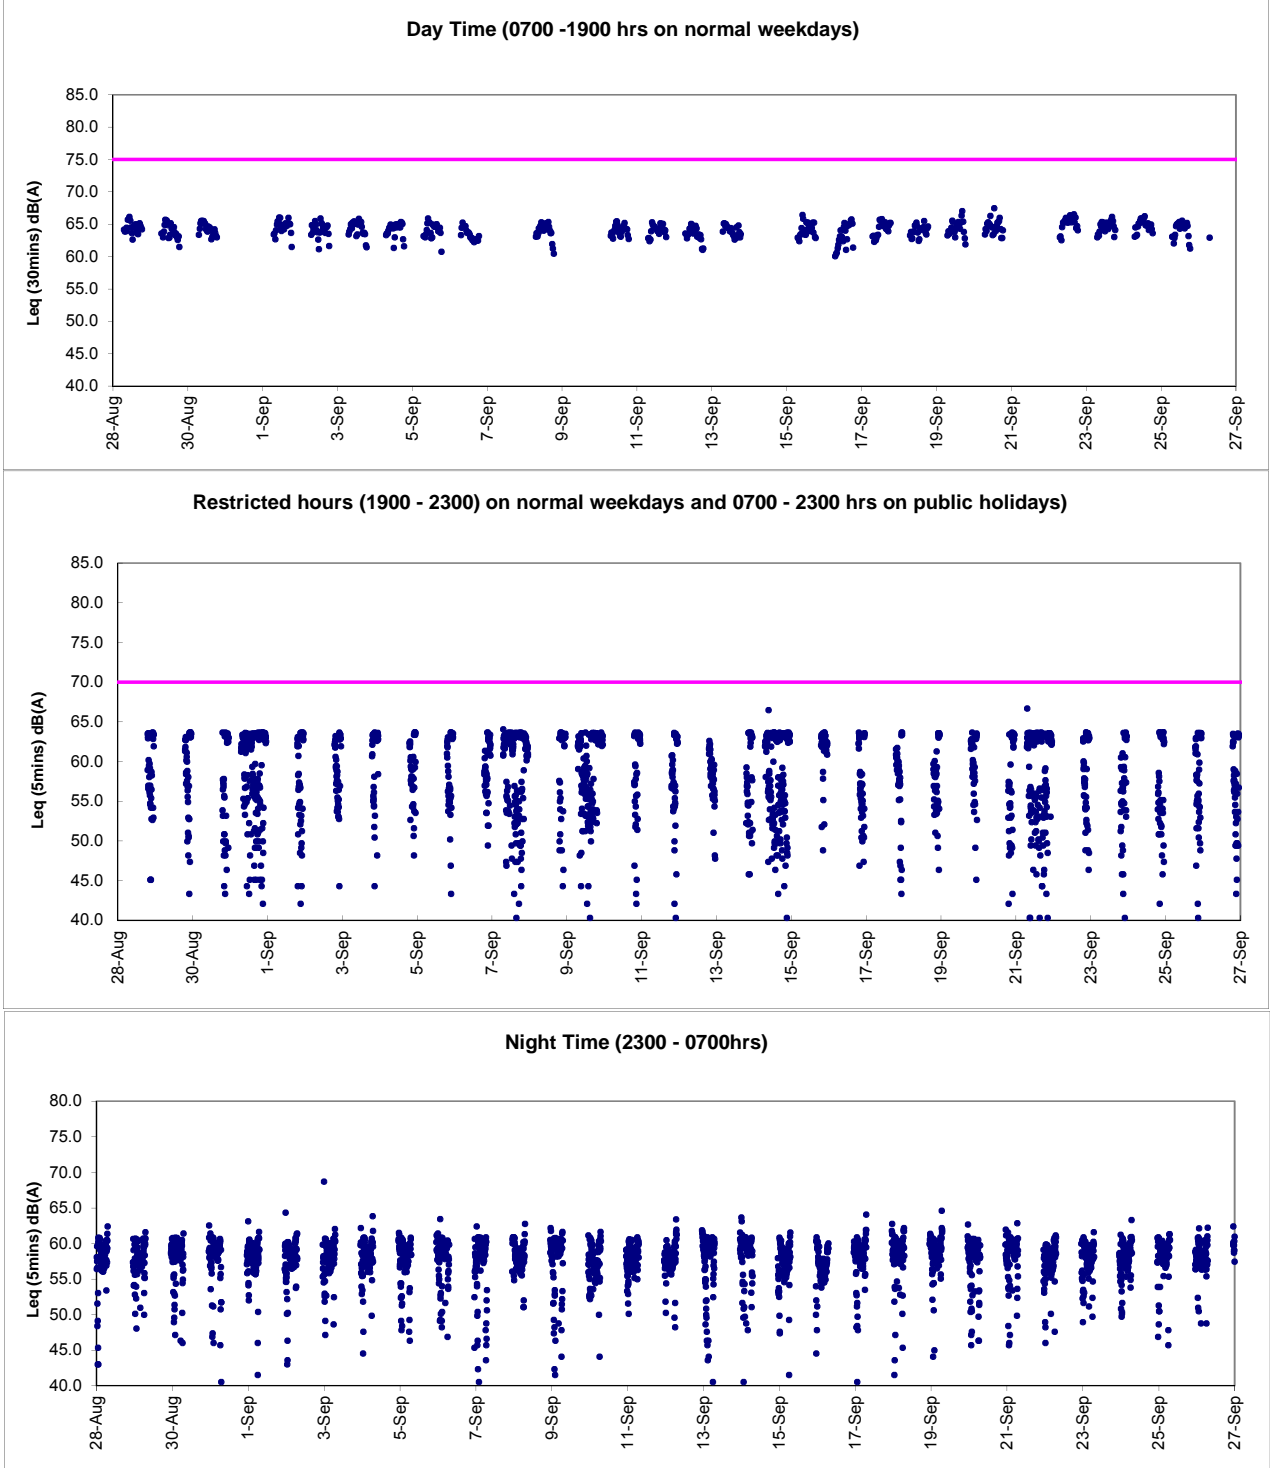 Day Time (0700 -1900 hrs on normal weekdays)
Leq (30mins) dB(A)
85.0
80.0
75.0
70.0
65.0
60.0
55.0
50.0
45.0
40.0
28-Aug
30-Aug
1-Sep
3-Sep
5-Sep
7-Sep
9-Sep
11-Sep
13-Sep
15-Sep
17-Sep
19-Sep
21-Sep
23-Sep
25-Sep
27-Sep
Restricted hours (1900 - 2300) on normal weekdays and 0700 - 2300 hrs on public holidays)
Leq (5mins) dB(A)
85.0
80.0
75.0
70.0
65.0
60.0
55.0
50.0
45.0
40.0
28-Aug
30-Aug
1-Sep
3-Sep
5-Sep
7-Sep
9-Sep
11-Sep
13-Sep
15-Sep
17-Sep
19-Sep
21-Sep
23-Sep
25-Sep
27-Sep
Night Time (2300 - 0700hrs)
Leq (5mins) dB(A)
80.0
75.0
70.0
65.0
60.0
55.0
50.0
45.0
40.0
28-Aug
30-Aug
1-Sep
3-Sep
5-Sep
7-Sep
9-Sep
11-Sep
13-Sep
15-Sep
17-Sep
19-Sep
21-Sep
23-Sep
25-Sep
27-Sep